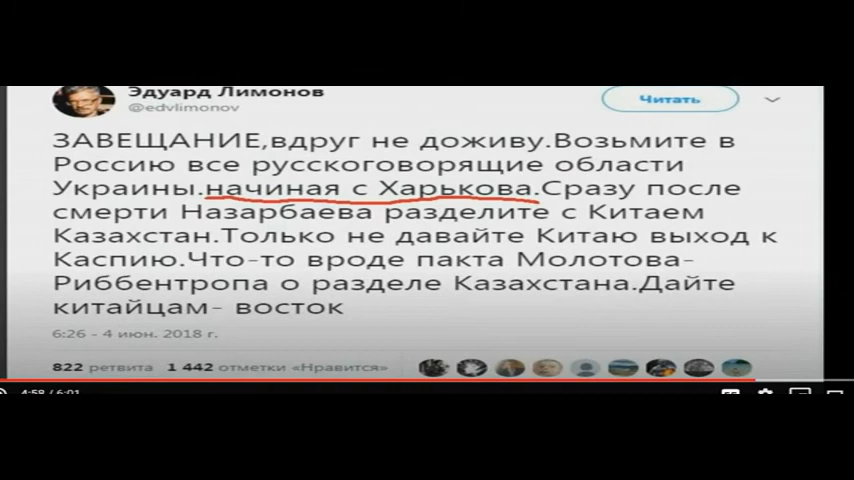 Эдуард Лимонов
@edvlimonov
Читать
ЗАВЕЩАНИЕ,вдруг не доживу.Возьмите в
Россию все русскоговорящие области
Украины.начиная с Харькова.Сразу после
смерти Назарбаева разделите с Китаем
Казахстан.Только не давайте Китаю выход к
Каспию.Что-то вроде пакта Молотова-
Риббентропа о разделе Казахстана.Дайте
китайцам- восток
6:26 - 4 июн. 2018 г.
822 ретвита 1 442 отметки «Нравится»
4:58 / 6:01